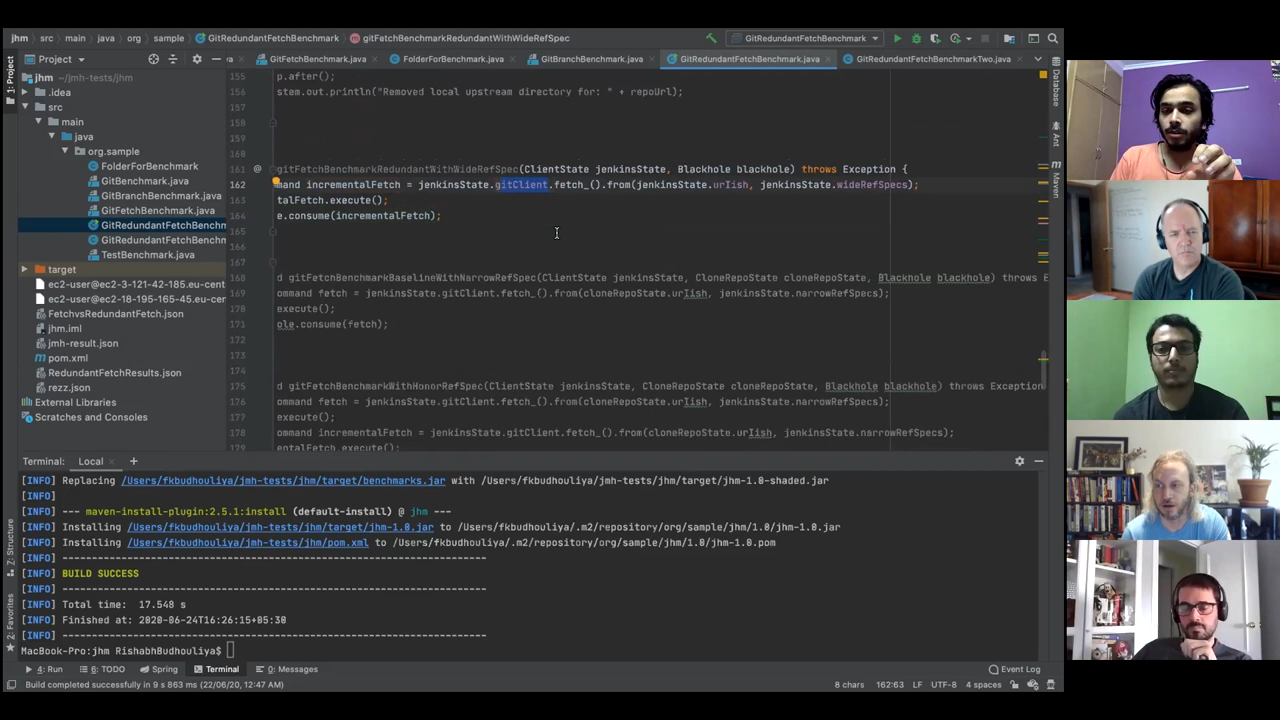 jhm › src › main › java › org › sample › GitRedundantFetchBenchmark › gitFetchBenchmarkRedundantWithWideRefSpec GitRedundantFetchBenchmark
Project GitFetchBenchmark.java FolderForBenchmark.java GitBranchBenchmark.java GitRedundantFetchBenchmark.java GitRedundantFetchBenchmarkTwo.java
1: Project
jhm ~/jmh-tests/jhm
.idea
src
main
java
org.sample
FolderForBenchmark
GitBenchmark.java
GitBranchBenchmark.java
GitFetchBenchmark.java
GitRedundantFetchBenchm
GitRedundantFetchBenchm
TestBenchmark.java
target
ec2-user@ec2-3-121-42-185.eu-cent
ec2-user@ec2-18-195-165-45.eu-cen
FetchvsRedundantFetch.json
jhm.iml
jmh-result.json
pom.xml
RedundantFetchResults.json
rezz.json
External Libraries
Scratches and Consoles
155 p.after();
156 stem.out.println("Removed local upstream directory for: " + repoUrl);
157
158
159
160
161 @ gitFetchBenchmarkRedundantWithWideRefSpec(ClientState jenkinsState, Blackhole blackhole) throws Exception {
162 mand incrementalFetch = jenkinsState.gitClient.fetch_().from(jenkinsState.urIish, jenkinsState.wideRefSpecs);
163 talFetch.execute();
164 e.consume(incrementalFetch);
165
166
167
168 d gitFetchBenchmarkBaselineWithNarrowRefSpec(ClientState jenkinsState, CloneRepoState cloneRepoState, Blackhole blackhole) throws E
169 ommand fetch = jenkinsState.gitClient.fetch_().from(cloneRepoState.urIish, jenkinsState.narrowRefSpecs);
170 execute();
171 ole.consume(fetch);
172
173
175 d gitFetchBenchmarkWithHonorRefSpec(ClientState jenkinsState, CloneRepoState cloneRepoState, Blackhole blackhole) throws Exception
176 ommand fetch = jenkinsState.gitClient.fetch_().from(cloneRepoState.urIish, jenkinsState.narrowRefSpecs);
177 execute();
178 ommand incrementalFetch = jenkinsState.gitClient.fetch_().from(cloneRepoState.urIish, jenkinsState.narrowRefSpecs);
179 entalFetch.execute();
Database
Ant
Maven
Terminal: Local +
[INFO] Replacing /Users/fkbudhouliya/jmh-tests/jhm/target/benchmarks.jar with /Users/fkbudhouliya/jmh-tests/jhm/target/jhm-1.0-shaded.jar
[INFO]
[INFO] --- maven-install-plugin:2.5.1:install (default-install) @ jhm ---
[INFO] Installing /Users/fkbudhouliya/jmh-tests/jhm/target/jhm-1.0.jar to /Users/fkbudhouliya/.m2/repository/org/sample/jhm/1.0/jhm-1.0.jar
[INFO] Installing /Users/fkbudhouliya/jmh-tests/jhm/pom.xml to /Users/fkbudhouliya/.m2/repository/org/sample/jhm/1.0/jhm-1.0.pom
[INFO] ------------------------------------------------------------------------
[INFO] BUILD SUCCESS
[INFO] ------------------------------------------------------------------------
[INFO] Total time: 17.548 s
[INFO] Finished at: 2020-06-24T16:26:15+05:30
[INFO] ------------------------------------------------------------------------
MacBook-Pro:jhm RishabhBudhouliya$
Z: Structure
2: Favorites
4: Run 6: TODO Spring Terminal 0: Messages Event Log
Build completed successfully in 9 s 863 ms (22/06/20, 12:47 AM) 8 chars 162:63 LF UTF-8 4 spaces